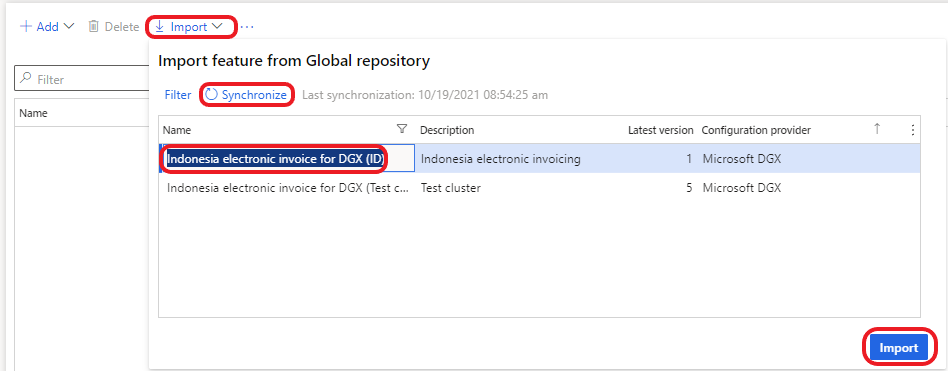 Add Delete Import ...
Import feature from Global repository
Filter
Filter Synchronize Last synchronization: 10/19/2021 08:54:25 am
Name
Name Description Latest version Configuration provider
Indonesia electronic invoice for DGX (ID) Indonesia electronic invoicing 1 Microsoft DGX
Indonesia electronic invoice for DGX (Test c... Test cluster 5 Microsoft DGX
Import